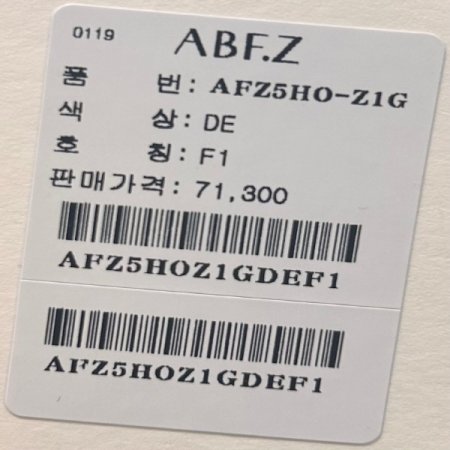 0119 ABF.Z
품 번: AFZ5HO-Z1G
색 상: DE
호 칭: F1
판매가격: 71,300
AFZ5HOZ1GDEF1
AFZ5HOZ1GDEF1